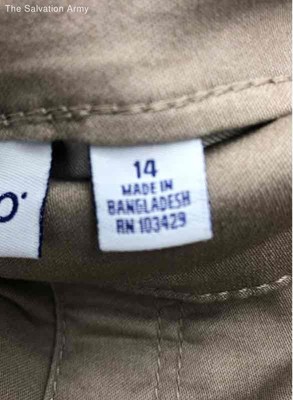 The Salvation Army
14
MADE IN
BANGLADESH
RN 103429